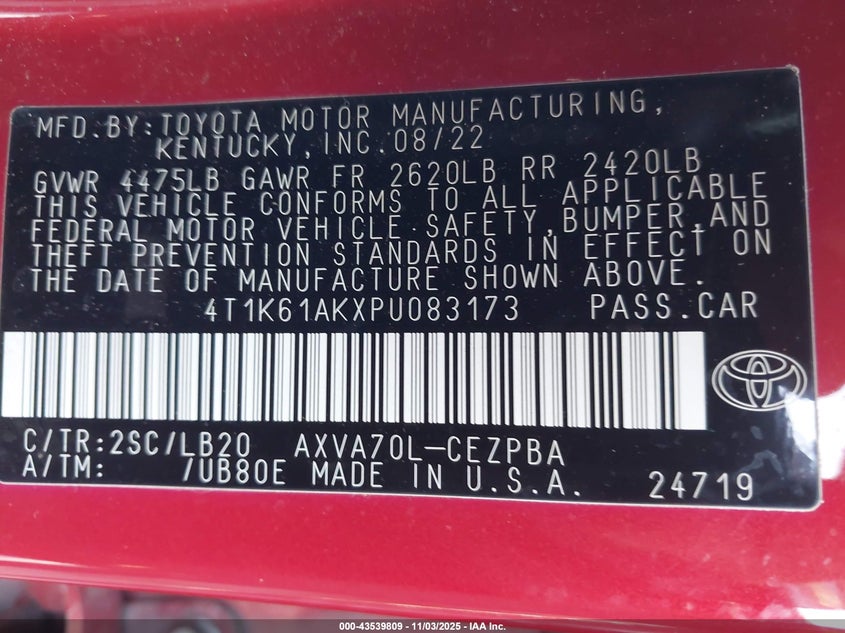 MFD.BY:TOYOTA MOTOR MANUFACTURING,
KENTUCKY,INC.08/22
GVWR 4475LB GAWR FR 2620LB RR 2420LB
THIS VEHICLE CONFORMS TO ALL APPLICABLE
FEDERAL MOTOR VEHICLE SAFETY,BUMPER,AND
THEFT PREVENTION STANDARDS IN EFFECT ON
THE DATE OF MANUFACTURE SHOWN ABOVE.
4T1K61AKXPU083173 PASS.CAR
C/TR:2SC/LB20 AXVA70L-CEZPBA
A/TM: /UB80E MADE IN U.S.A. 24719
000-43539809 - 11/03/2025 - IAA Inc.